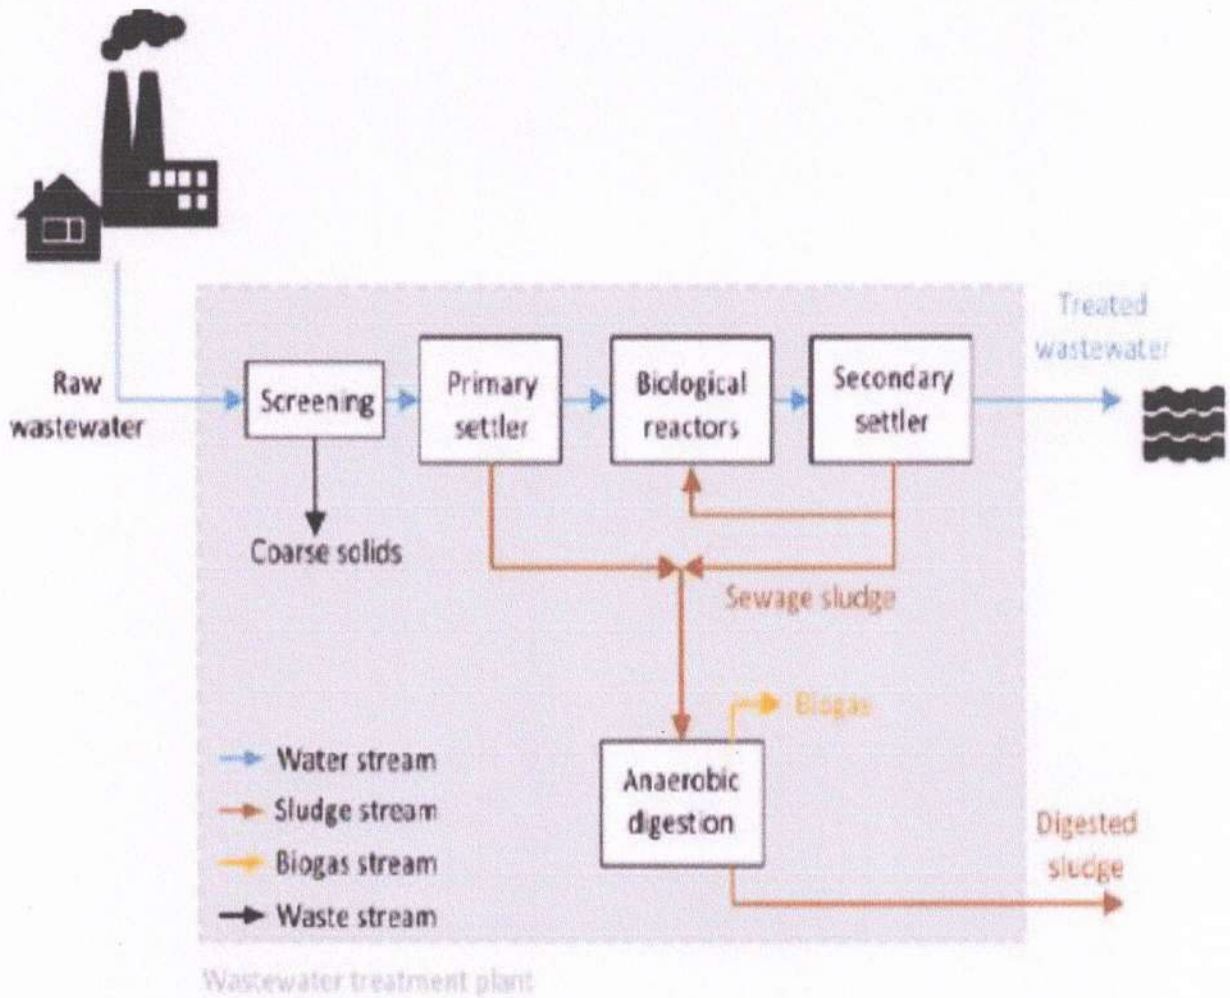 Raw
wastewater
Screening
Primary
settler
Biological
reactors
Secondary
settler
Treated
wastewater
Coarse solids
Sewage sludge
Biogas
Anaerobic
digestion
Digested
sludge
Water stream
Sludge stream
Biogas stream
Waste stream
Wastewater treatment plant